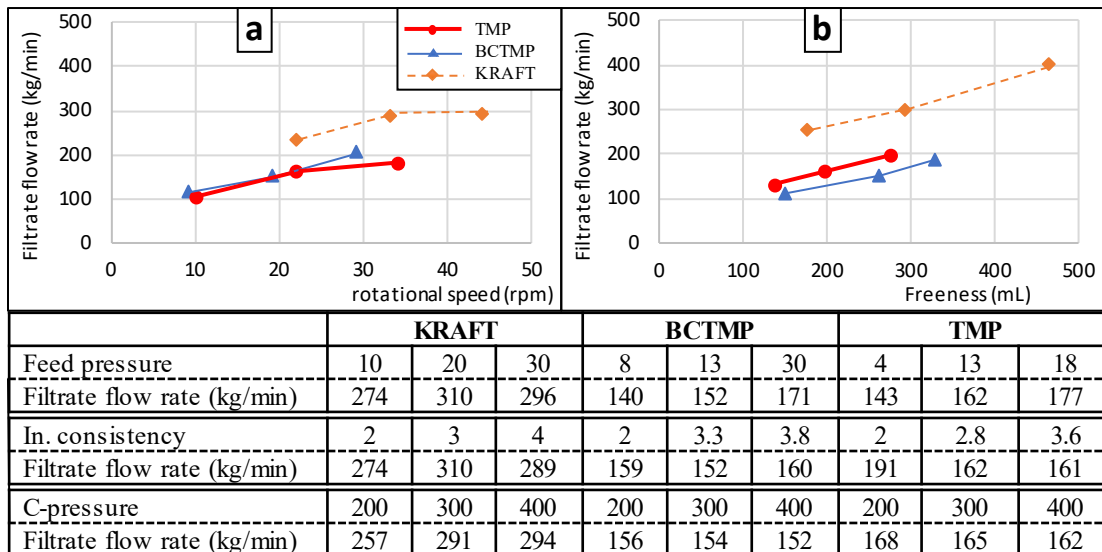 a
TMP
BCTMP
KRAFT
Filtrate flow rate (kg/min)
500
400
300
200
100
0
0 10 20 30 40 50
rotational speed (rpm)
b
Filtrate flow rate (kg/min)
500
400
300
200
100
0
0 100 200 300 400 500
Freeness (mL)
KRAFT BCTMP TMP
Feed pressure 10 20 30 8 13 30 4 13 18
Filtrate flow rate (kg/min) 274 310 296 140 152 171 143 162 177
In. consistency 2 3 4 2 3.3 3.8 2 2.8 3.6
Filtrate flow rate (kg/min) 274 310 289 159 152 160 191 162 161
C-pressure 200 300 400 200 300 400 200 300 400
Filtrate flow rate (kg/min) 257 291 294 156 154 152 168 165 162